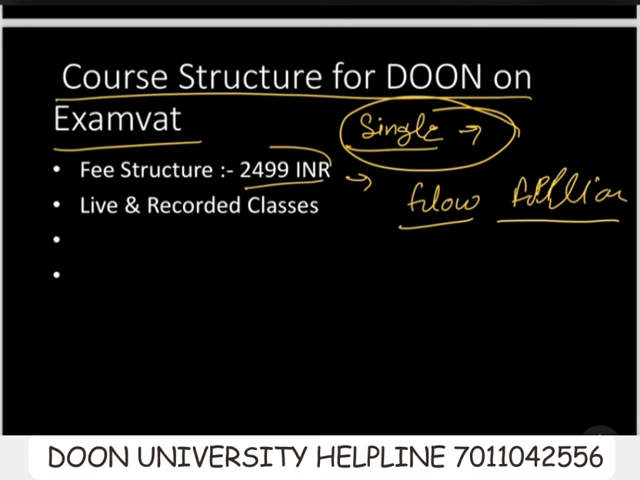 Course Structure for DOON on
Examvat
Single →
• Fee Structure :- 2499 INR →
• Live & Recorded Classes
•
•
DOON UNIVERSITY HELPLINE 7011042556